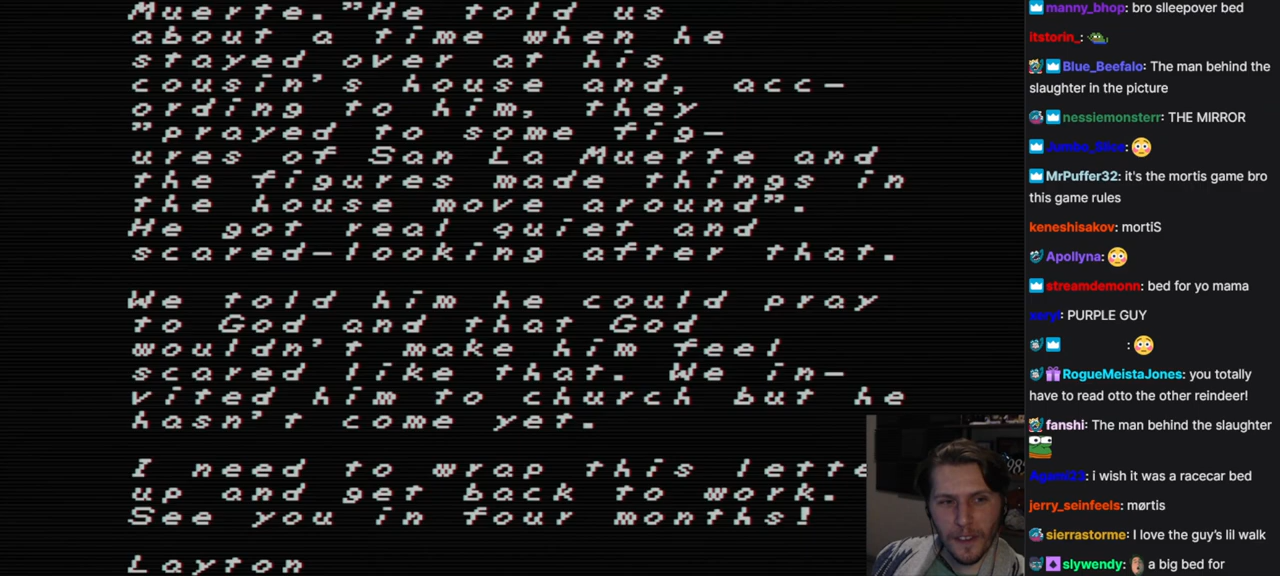 Muerte."He told us
about a time when he
stayed over at his
cousin's house and, acc-
ording to him, they
"prayed to some fig-
ures of San La Muerte and
the figures made things in
the house move around".
He got real quiet and
scared-looking after that.
We told him he could pray
to God and that God
wouldn't make him feel
scared like that. We in-
vited him to church but he
hasn't come yet.
I need to wrap this lette
up and get back to work.
See you in four months!
Layton
manny_bhop: bro slleepover bed
itstorin_:
Blue_Beefalo: The man behind the
slaughter in the picture
nessiemonsterr: THE MIRROR
Jumbo_Slice:
MrPuffer32: it's the mortis game bro
this game rules
keneshisakov: mortiS
Apollyna:
streamdemonn: bed for yo mama
: PURPLE GUY
:
RogueMeistaJones: you totally
have to read otto the other reindeer!
fanshi: The man behind the slaughter
: i wish it was a racecar bed
jerry_seinfeels: mørtis
sierrastorme: I love the guy's lil walk
slywendy: a big bed for